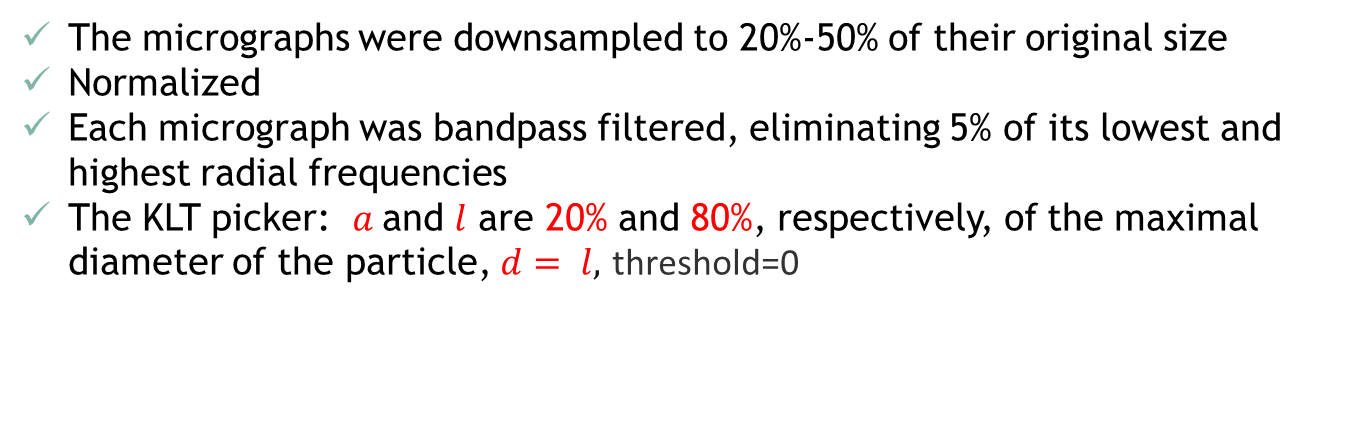 ✓ The micrographs were downsampled to 20%-50% of their original size
✓ Normalized
✓ Each micrograph was bandpass filtered, eliminating 5% of its lowest and
highest radial frequencies
✓ The KLT picker: a and l are 20% and 80%, respectively, of the maximal
diameter of the particle, d = l, threshold=0